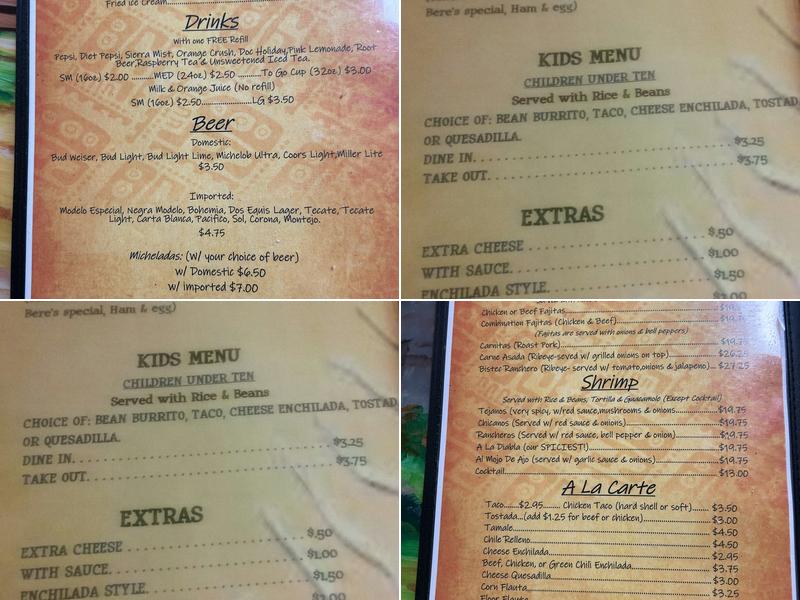 Fried Ice Cream
Drinks
with one FREE Refill
Pepsi, Diet Pepsi, Sierra Mist, Orange Crush, Doc Holiday, Pink Lemonade, Root
Beer, Raspberry Tea & Unsweetened Iced Tea.
SM (16oz) $2.00 ..........MED (24oz) $2.50 ..........To Go Cup (32oz) $3.00
Milk & Orange Juice (No refill)
SM (16oz) $2.50......................LG $3.50
Beer
Domestic:
Bud Weiser, Bud Light, Bud Light Lime, Michelob Ultra, Coors Light,Miller Lite
$3.50
Imported:
Modelo Especial, Negra Modelo, Bohemia, Dos Equis Lager, Tecate, Tecate
Light, Carta Blanca, Pacifico, Sol, Corona, Montejo.
$4.75
Micheladas: (w/ your choice of beer)
w/ Domestic $6.50
w/ imported $7.00
Bere's special, Ham & egg)
KIDS MENU
CHILDREN UNDER TEN
Served with Rice & Beans
CHOICE OF: BEAN BURRITO, TACO, CHEESE ENCHILADA, TOSTAD
OR QUESADILLA.
DINE IN. . . . . . . . . . . . . . . . . . . . . . . . . . . $3.25
TAKE OUT. . . . . . . . . . . . . . . . . . . . . . . . . . $3.75
EXTRAS
EXTRA CHEESE . . . . . . . . . . . . . . . . . . . $.50
WITH SAUCE. . . . . . . . . . . . . . . . . . . . $1.00
ENCHILADA STYLE. . . . . . . . . . . . . . . . $1.50
Bere's special, Ham & egg)
KIDS MENU
CHILDREN UNDER TEN
Served with Rice & Beans
CHOICE OF: BEAN BURRITO, TACO, CHEESE ENCHILADA, TOSTAD
OR QUESADILLA.
DINE IN. . . . . . . . . . . . . . . . . . . . . . . . . . . $3.25
TAKE OUT. . . . . . . . . . . . . . . . . . . . . . . . . . $3.75
EXTRAS
EXTRA CHEESE . . . . . . . . . . . . . . . . . . . $.50
WITH SAUCE. . . . . . . . . . . . . . . . . . . . $1.00
ENCHILADA STYLE. . . . . . . . . . . . . . . . $1.50
Chicken or Beef Fajitas
Combination Fajitas (Chicken & Beef)
(Fajitas are served with onions & bell peppers)
Carnitas (Roast Pork)
Carne Asada (Ribeye-seved w/ grilled onions on top)
Bistec Ranchero (Ribeye- served w/ tomato,onions & jalapeno)... $27.25
Shrimp
Served with Rice & Beans, Tortilla & Guacamole (Except Cocktail)
Tejanos (very spicy, w/red sauce,mushrooms & onions..................$19.75
Chicanos (Served w/ red sauce & onions)..............................$19.75
Rancheros (Served w/ red sauce, bell pepper & onion)................$19.75
A La Diabla (our SPICIEST!)..........................................$19.75
Al Mojo De Ajo (served w/ garlic sauce & onions).....................$19.75
Cocktail.............................................................$13.00
A La Carte
Taco.......$2.95......... Chicken Taco (hard shell or soft)..... $3.50
Tostada...(add $1.25 for beef or chicken)...................... $3.00
Tamale......................................................... $4.50
Chile Relleno.................................................. $4.50
Cheese Enchilada............................................... $2.95
Beef, Chicken, or Green Chili Enchilada........................ $3.75
Cheese Quesadilla.............................................. $3.00
Corn Flauta.................................................... $3.25